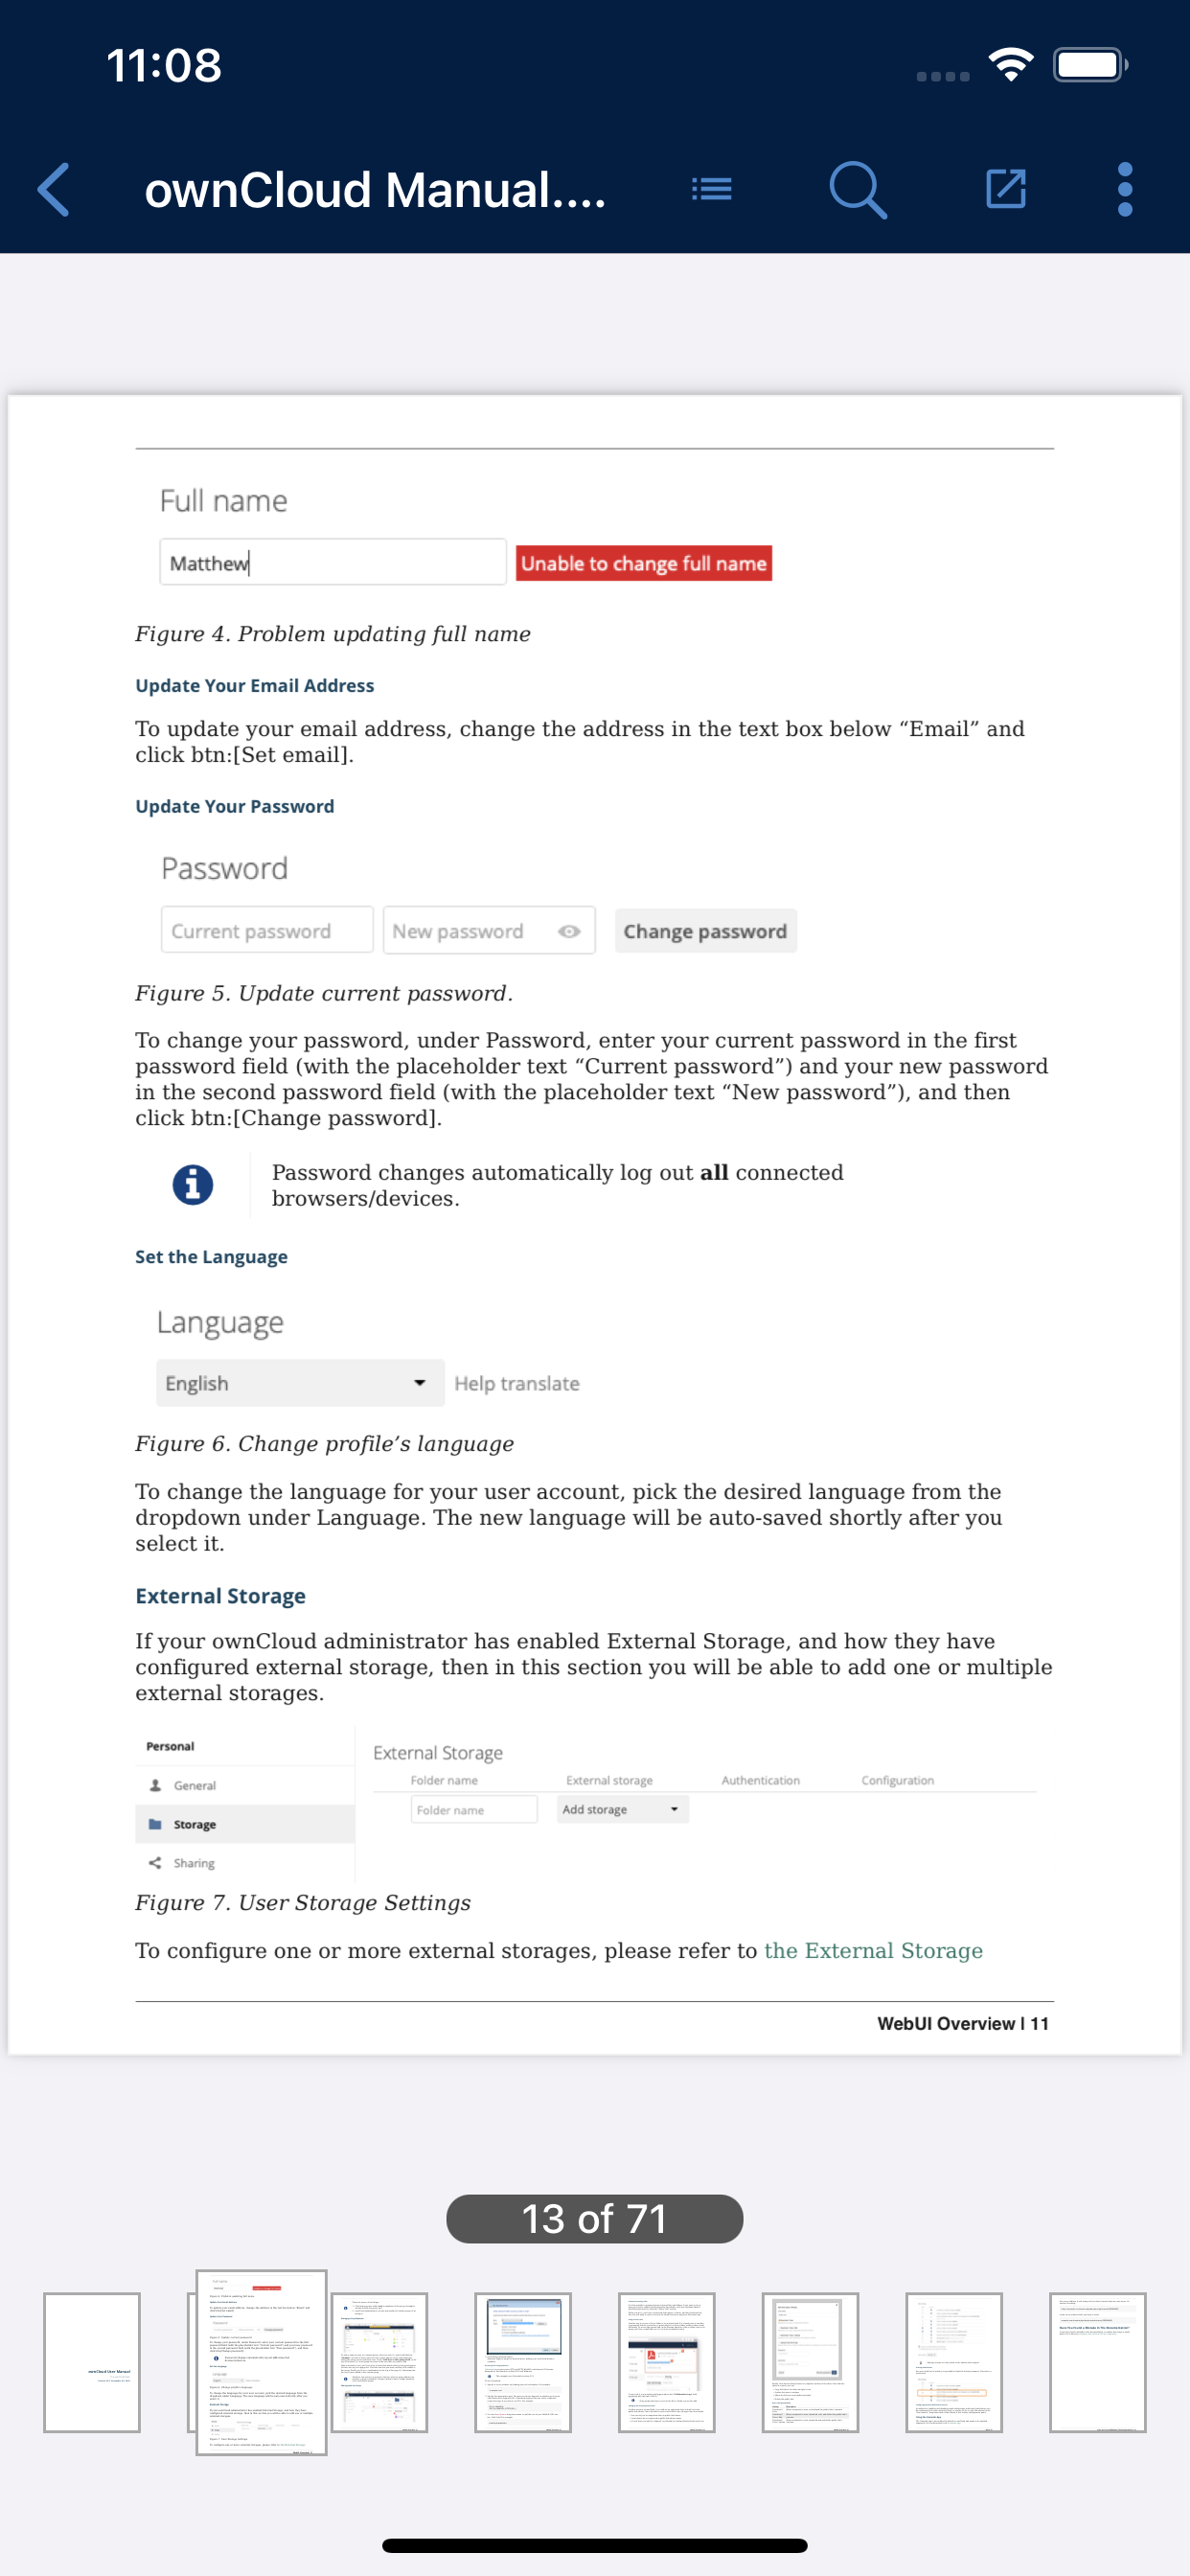 11:08
ownCloud Manual....
Full name
Matthew
Unable to change full name
Figure 4. Problem updating full name
Update Your Email Address
To update your email address, change the address in the text box below “Email” and
click btn:[Set email].
Update Your Password
Password
Current password
New password
Change password
Figure 5. Update current password.
To change your password, under Password, enter your current password in the first
password field (with the placeholder text “Current password”) and your new password
in the second password field (with the placeholder text “New password”), and then
click btn:[Change password].
Password changes automatically log out all connected
browsers/devices.
Set the Language
Language
English
Help translate
Figure 6. Change profile’s language
To change the language for your user account, pick the desired language from the
dropdown under Language. The new language will be auto-saved shortly after you
select it.
External Storage
If your ownCloud administrator has enabled External Storage, and how they have
configured external storage, then in this section you will be able to add one or multiple
external storages.
Personal
General
Storage
Sharing
External Storage
Folder name External storage Authentication Configuration
Folder name Add storage
Figure 7. User Storage Settings
To configure one or more external storages, please refer to the External Storage
WebUI Overview | 11
13 of 71
ownCloud User Manual